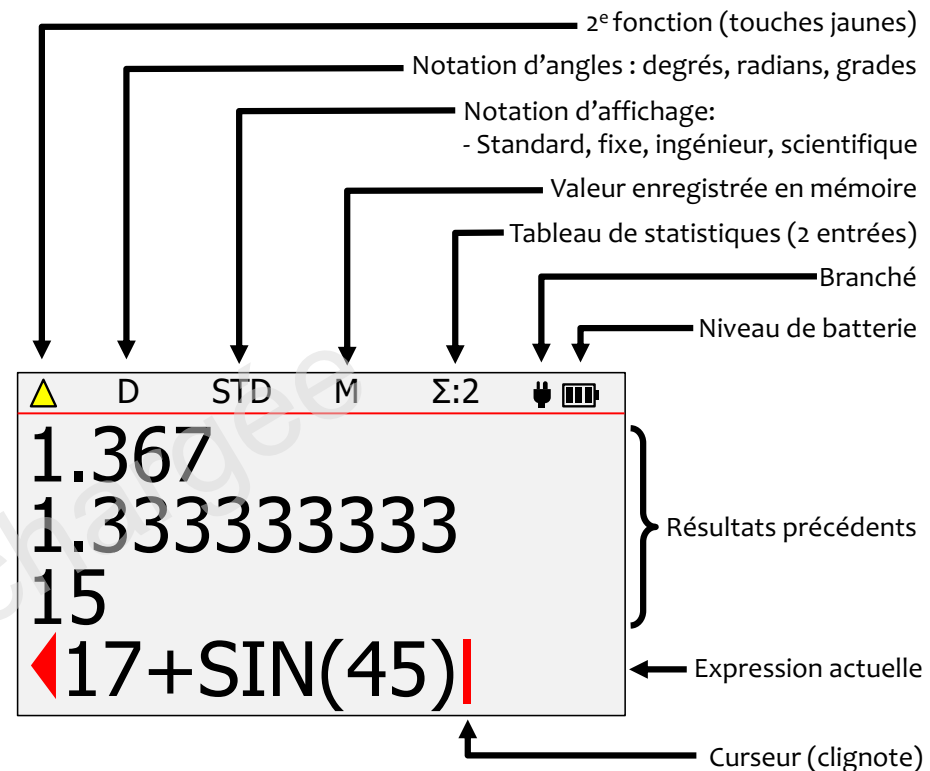 2e fonction (touches jaunes)
Notation d'angles : degrés, radians, grades
Notation d'affichage:
- Standard, fixe, ingénieur, scientifique
Valeur enregistrée en mémoire
Tableau de statistiques (2 entrées)
Branché
Niveau de batterie
D STD M Σ:2
1.367
1.333333333
15
17+SIN(45)
Résultats précédents
Expression actuelle
Curseur (clignote)